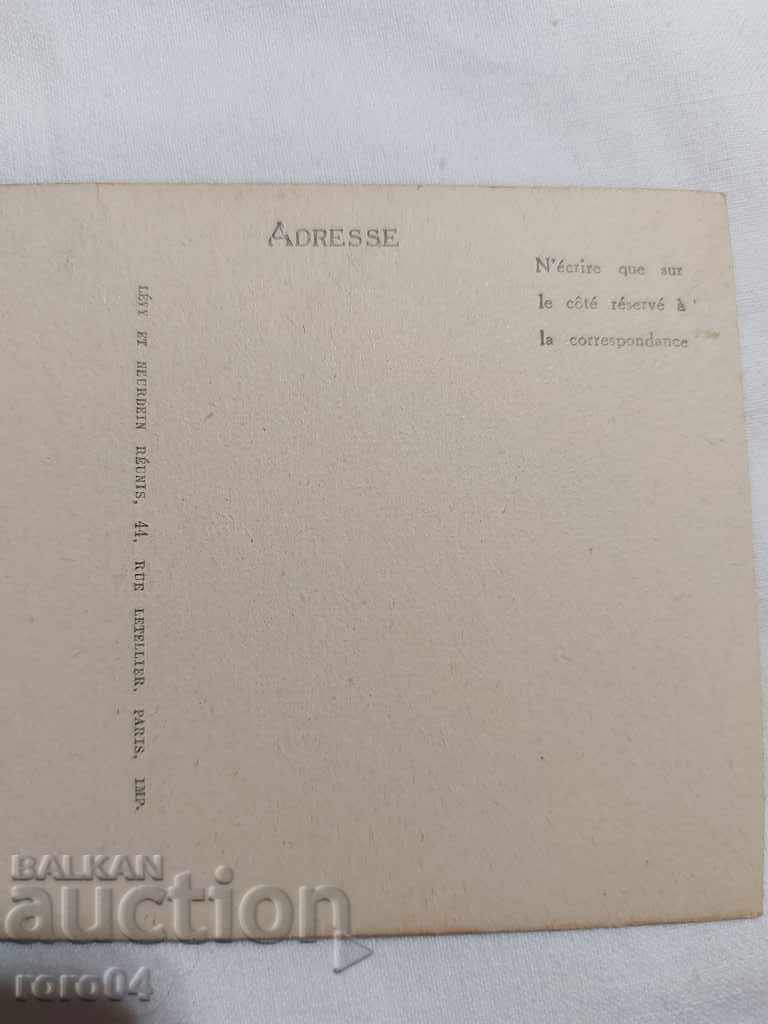 ADRESSE
N'écrire que sur
le côté réservé à
la correspondance
LÉVY ET NEURDEIN RÉUNIS, 44, RUE LETELLIER, PARIS, IMP.
BALKAN
auction
roro04